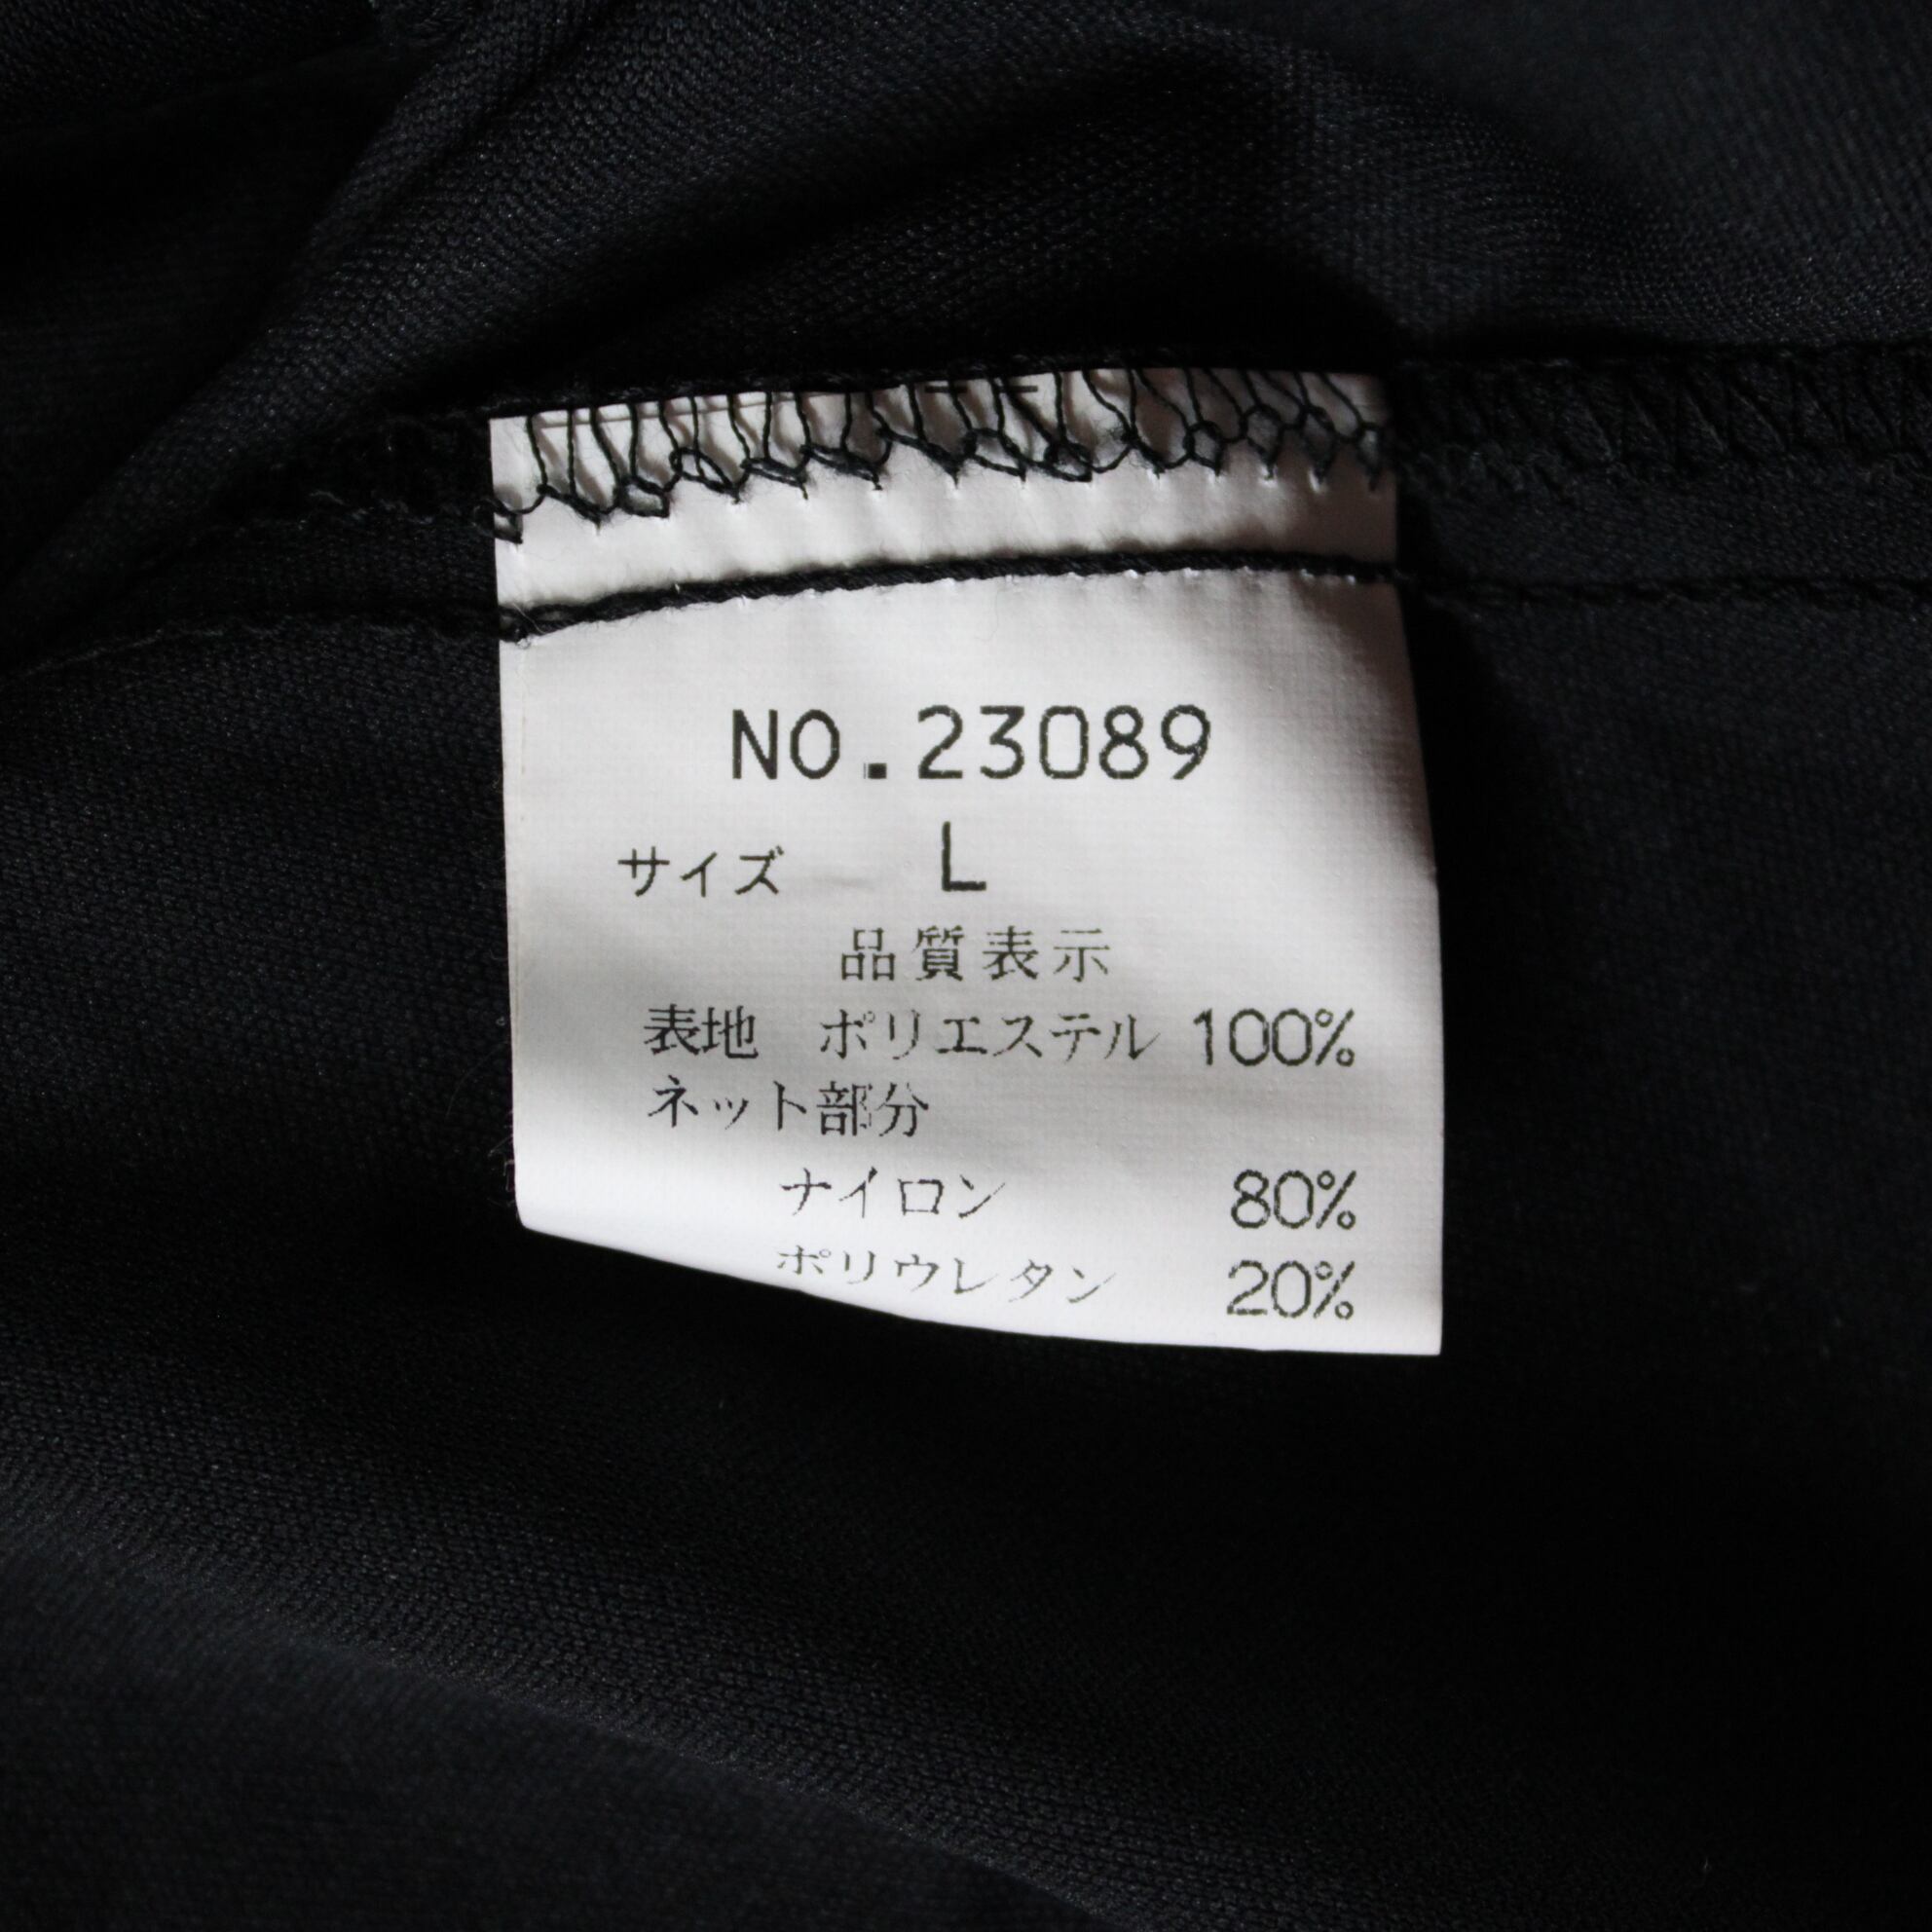 NO.23089
サイズ L
品質表示
表地 ポリエステル 100%
ネット部分
ナイロン 80%
ポリウレタン 20%